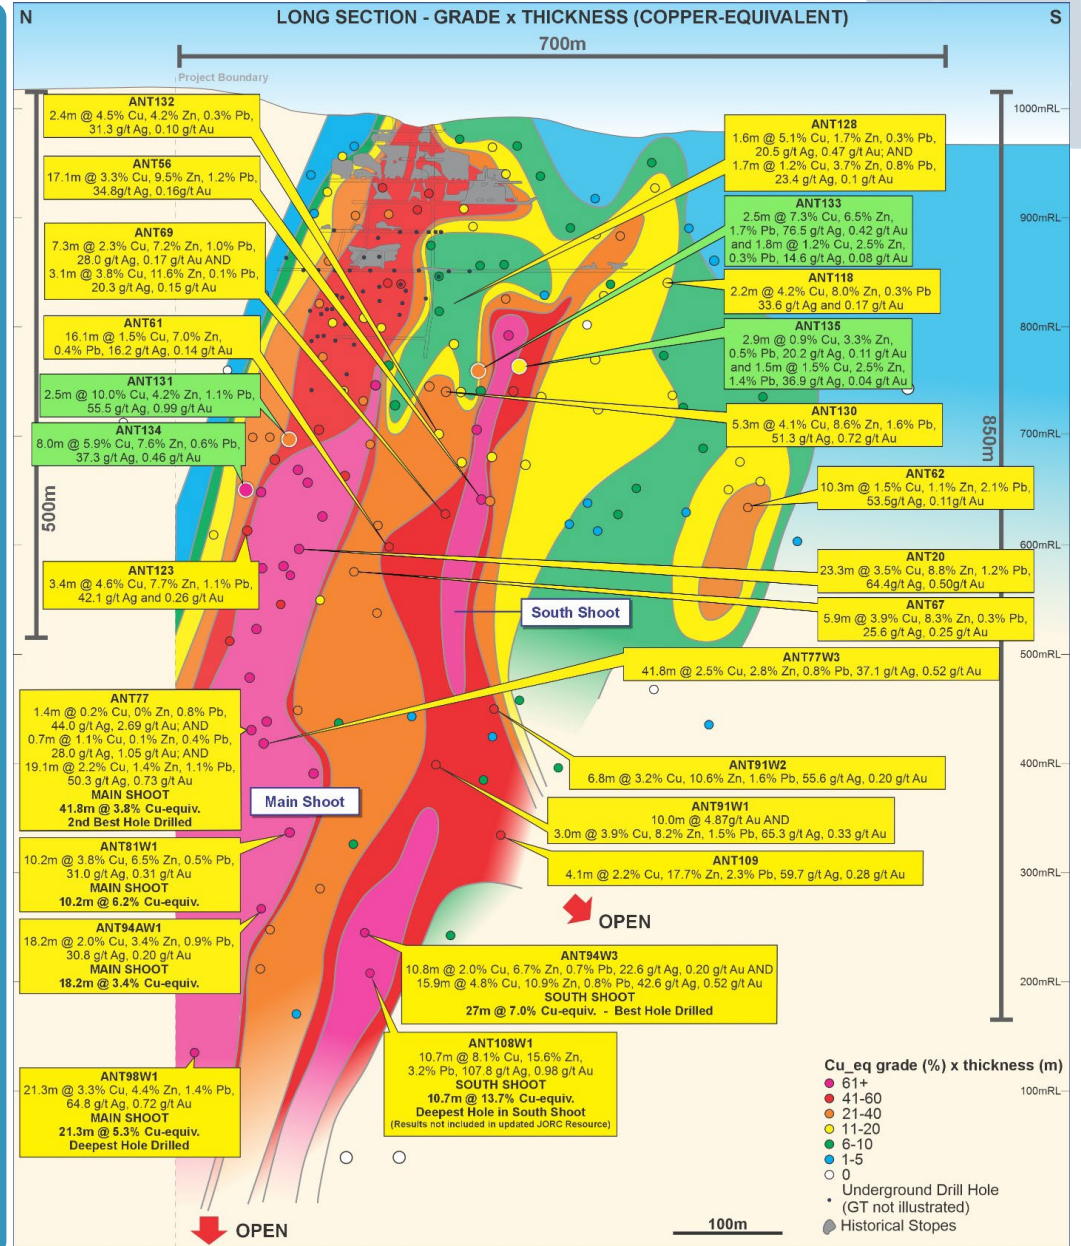 N
LONG SECTION - GRADE x THICKNESS (COPPER-EQUIVALENT)
S
700m
Project Boundary
1000mRL
900mRL
800mRL
700mRL
600mRL
500mRL
400mRL
300mRL
200mRL
100mRL
500m
850m
ANT132
2.4m @ 4.5% Cu, 4.2% Zn, 0.3% Pb,
31.3 g/t Ag, 0.10 g/t Au
ANT56
17.1m @ 3.3% Cu, 9.5% Zn, 1.2% Pb,
34.8g/t Ag, 0.16g/t Au
ANT69
7.3m @ 2.3% Cu, 7.2% Zn, 1.0% Pb,
28.0 g/t Ag, 0.17 g/t Au AND
3.1m @ 3.8% Cu, 11.6% Zn, 0.1% Pb,
20.3 g/t Ag, 0.15 g/t Au
ANT61
16.1m @ 1.5% Cu, 7.0% Zn,
0.4% Pb, 16.2 g/t Ag, 0.14 g/t Au
ANT131
2.5m @ 10.0% Cu, 4.2% Zn, 1.1% Pb,
55.5 g/t Ag, 0.99 g/t Au
ANT134
8.0m @ 5.9% Cu, 7.6% Zn, 0.6% Pb,
37.3 g/t Ag, 0.46 g/t Au
ANT123
3.4m @ 4.6% Cu, 7.7% Zn, 1.1% Pb,
42.1 g/t Ag and 0.26 g/t Au
ANT77
1.4m @ 0.2% Cu, 0% Zn, 0.8% Pb,
44.0 g/t Ag, 2.69 g/t Au; AND
0.7m @ 1.1% Cu, 0.1% Zn, 0.4% Pb,
28.0 g/t Ag, 1.05 g/t Au; AND
19.1m @ 2.2% Cu, 1.4% Zn, 1.1% Pb,
50.3 g/t Ag, 0.73 g/t Au
MAIN SHOOT
41.8m @ 3.8% Cu-equiv.
2nd Best Hole Drilled
ANT81W1
10.2m @ 3.8% Cu, 6.5% Zn, 0.5% Pb,
31.0 g/t Ag, 0.31 g/t Au
MAIN SHOOT
10.2m @ 6.2% Cu-equiv.
ANT94AW1
18.2m @ 2.0% Cu, 3.4% Zn, 0.9% Pb,
30.8 g/t Ag, 0.20 g/t Au
MAIN SHOOT
18.2m @ 3.4% Cu-equiv.
ANT98W1
21.3m @ 3.3% Cu, 4.4% Zn, 1.4% Pb,
64.8 g/t Ag, 0.72 g/t Au
MAIN SHOOT
21.3m @ 5.3% Cu-equiv.
Deepest Hole Drilled
OPEN
Main Shoot
South Shoot
ANT128
1.6m @ 5.1% Cu, 1.7% Zn, 0.3% Pb,
20.5 g/t Ag, 0.47 g/t Au; AND
1.7m @ 1.2% Cu, 3.7% Zn, 0.8% Pb,
23.4 g/t Ag, 0.1 g/t Au
ANT133
2.5m @ 7.3% Cu, 6.5% Zn,
1.7% Pb, 76.5 g/t Ag, 0.42 g/t Au
and 1.8m @ 1.2% Cu, 2.5% Zn,
0.3% Pb, 14.6 g/t Ag, 0.08 g/t Au
ANT118
2.2m @ 4.2% Cu, 8.0% Zn, 0.3% Pb
33.6 g/t Ag and 0.17 g/t Au
ANT135
2.9m @ 0.9% Cu, 3.3% Zn,
0.5% Pb, 20.2 g/t Ag, 0.11 g/t Au
and 1.5m @ 1.5% Cu, 2.5% Zn,
1.4% Pb, 36.9 g/t Ag, 0.04 g/t Au
ANT130
5.3m @ 4.1% Cu, 8.6% Zn, 1.6% Pb,
51.3 g/t Ag, 0.72 g/t Au
ANT62
10.3m @ 1.5% Cu, 1.1% Zn, 2.1% Pb,
53.5g/t Ag, 0.11g/t Au
ANT20
23.3m @ 3.5% Cu, 8.8% Zn, 1.2% Pb,
64.4g/t Ag, 0.50g/t Au
ANT67
5.9m @ 3.9% Cu, 8.3% Zn, 0.3% Pb,
25.6 g/t Ag, 0.25 g/t Au
ANT77W3
41.8m @ 2.5% Cu, 2.8% Zn, 0.8% Pb, 37.1 g/t Ag, 0.52 g/t Au
ANT91W2
6.8m @ 3.2% Cu, 10.6% Zn, 1.6% Pb, 55.6 g/t Ag, 0.20 g/t Au
ANT91W1
10.0m @ 4.87g/t Au AND
3.0m @ 3.9% Cu, 8.2% Zn, 1.5% Pb, 65.3 g/t Ag, 0.33 g/t Au
ANT109
4.1m @ 2.2% Cu, 17.7% Zn, 2.3% Pb, 59.7 g/t Ag, 0.28 g/t Au
OPEN
ANT94W3
10.8m @ 2.0% Cu, 6.7% Zn, 0.7% Pb, 22.6 g/t Ag, 0.20 g/t Au AND
15.9m @ 4.8% Cu, 10.9% Zn, 0.8% Pb, 42.6 g/t Ag, 0.52 g/t Au
SOUTH SHOOT
27m @ 7.0% Cu-equiv. - Best Hole Drilled
ANT108W1
10.7m @ 8.1% Cu, 15.6% Zn,
3.2% Pb, 107.8 g/t Ag, 0.98 g/t Au
SOUTH SHOOT
10.7m @ 13.7% Cu-equiv.
Deepest Hole in South Shoot
(Results not included in updated JORC Resource)
Cu_eq grade (%) x thickness (m)
61+
41-60
21-40
11-20
6-10
1-5
0
Underground Drill Hole
(GT not illustrated)
Historical Stopes
100m